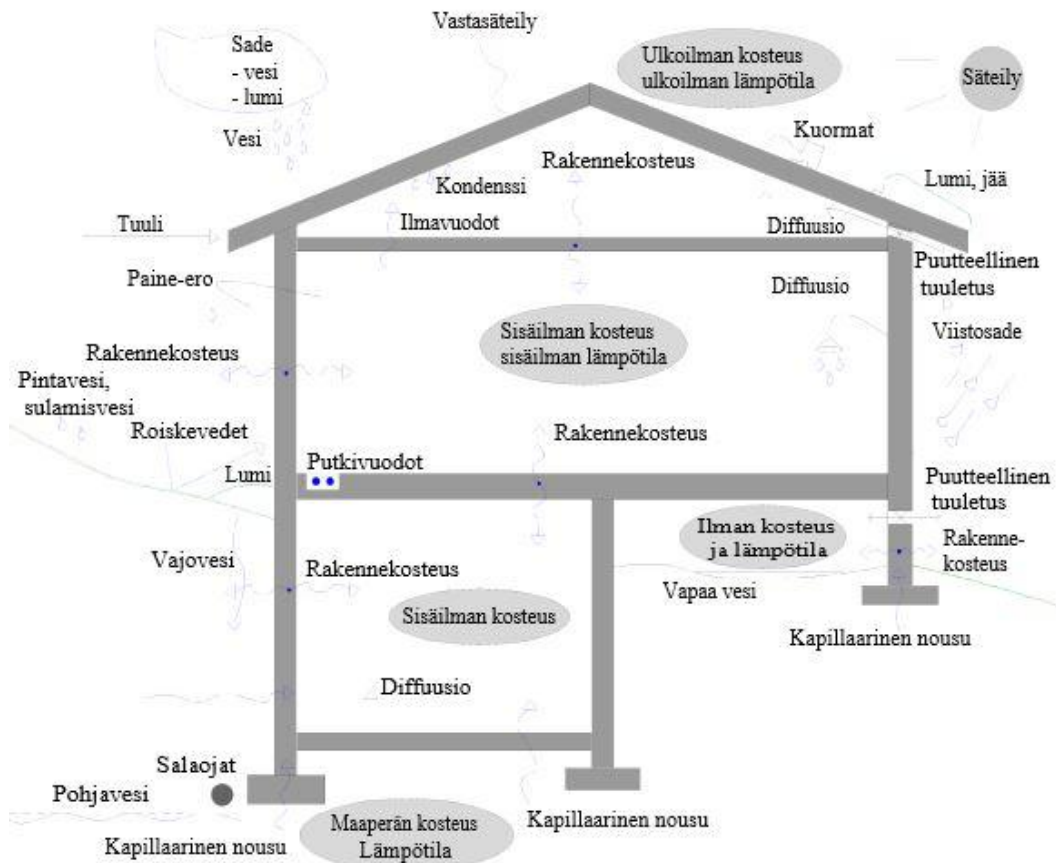 Vastasäteily
Sade
- vesi
- lumi
Ulkoilman kosteus
ulkoilman lämpötila
Säteily
Vesi
Kuormat
Rakennekosteus
Kondenssi
Lumi, jää
Tuuli
Ilmavuodot
Diffuusio
Puutteellinen
tuuletus
Paine-ero
Diffuusio
Sisäilman kosteus
sisäilman lämpötila
Viistosade
Rakennekosteus
Pintavesi,
sulamisvesi
Roiskevedet
Rakennekosteus
Lumi
Putkivuodot
Puutteellinen
tuuletus
Ilman kosteus
ja lämpötila
Rakenne-
kosteus
Vajovesi
Rakennekosteus
Vapaa vesi
Sisäilman kosteus
Kapillaarinen nousu
Diffuusio
Salaojat
Pohjavesi
Kapillaarinen nousu
Maaperän kosteus
Lämpötila
Kapillaarinen nousu